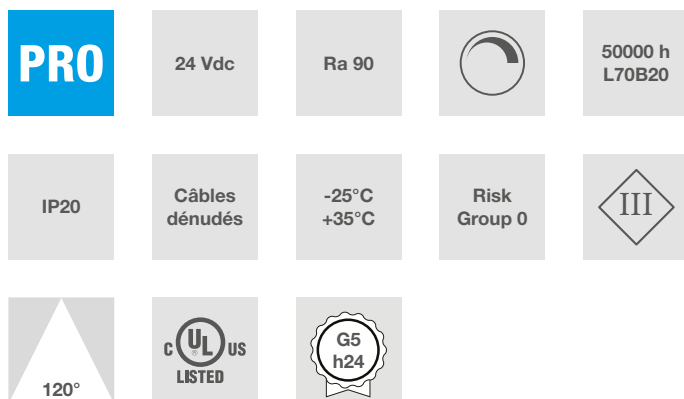 PRO
24 Vdc
Ra 90
50000 h
L70B20
IP20
Câbles
dénudés
-25°C
+35°C
Risk
Group 0
III
120°
C UL US
®
LISTED
G5
h24